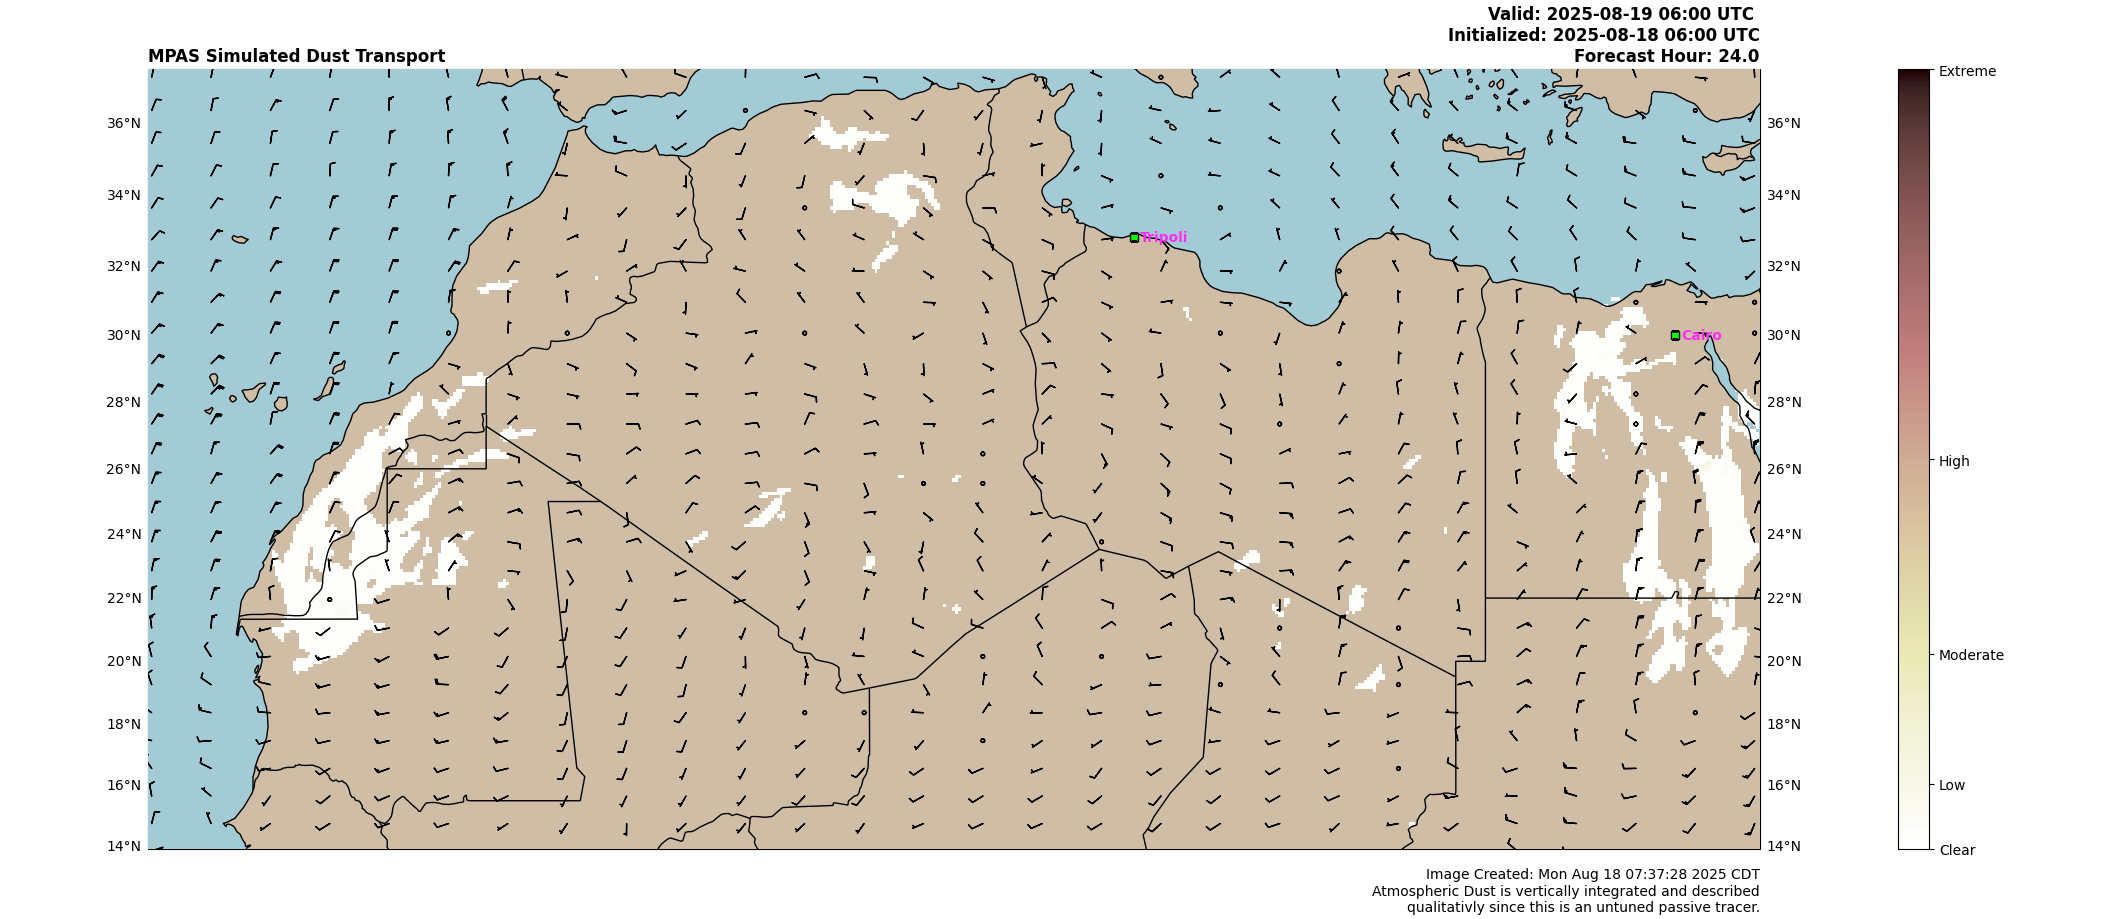 Valid: 2025-08-19 06:00 UTC
Initialized: 2025-08-18 06:00 UTC
MPAS Simulated Dust Transport
Forecast Hour: 24.0
Extreme
36°N
36°N
34°N
34°N
Tripoli
32°N
32°N
30°N
Cairo
30°N
28°N
28°N
26°N
26°N
High
24°N
24°N
22°N
22°N
20°N
20°N
Moderate
18°N
18°N
16°N
16°N
Low
14°N
14°N
Clear
Image Created: Mon Aug 18 07:37:28 2025 CDT
Atmospheric Dust is vertically integrated and described
qualitativly since this is an untuned passive tracer.